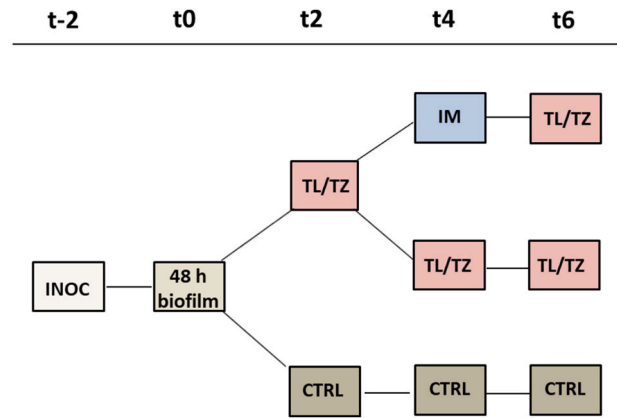 t-2 t0 t2 t4 t6
IM TL/TZ
TL/TZ
INOC 48 h biofilm TL/TZ TL/TZ
CTRL CTRL CTRL